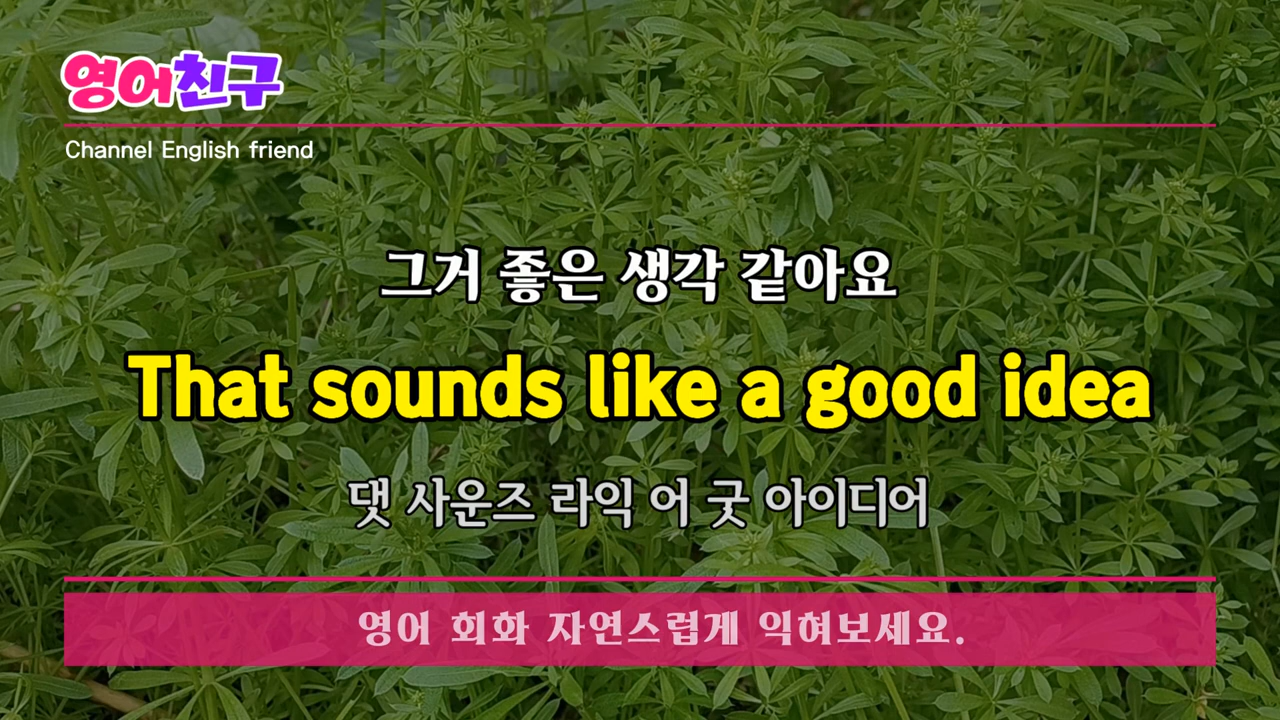 영어친구
Channel English friend
그거 좋은 생각 같아요
That sounds like a good idea
댓 사운즈 라익 어 굿 아이디어
영어 회화 자연스럽게 익혀보세요.